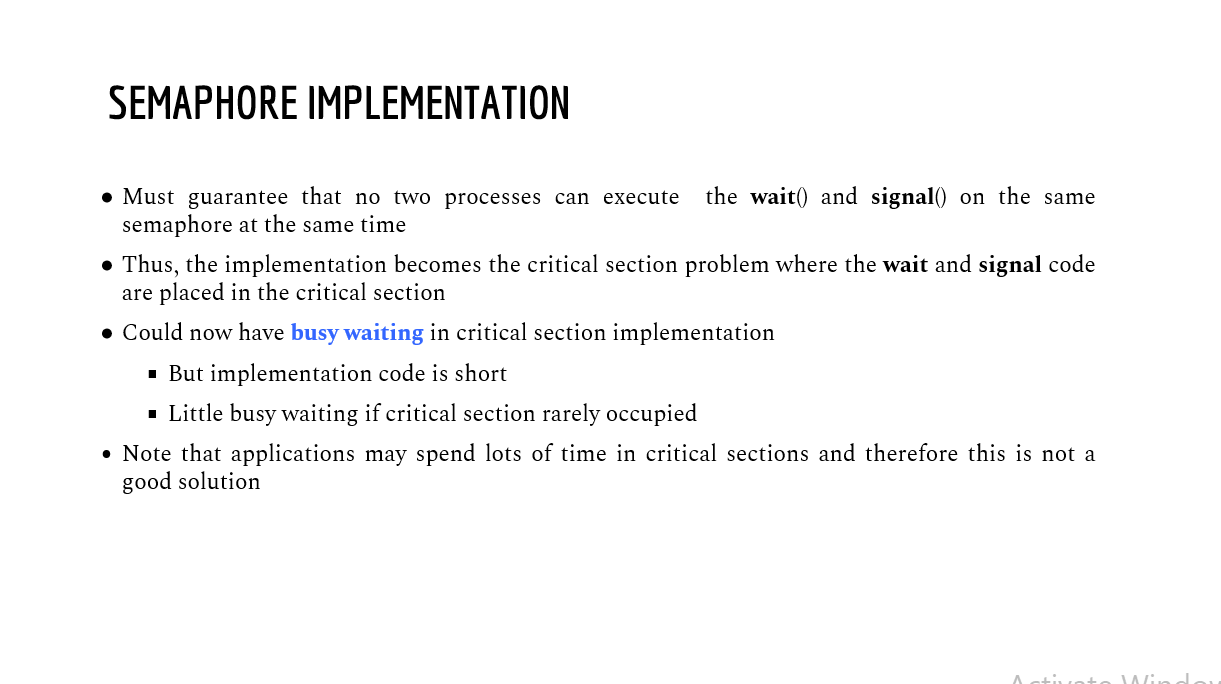 SEMAPHORE IMPLEMENTATION
● Must guarantee that no two processes can execute the wait() and signal() on the same
semaphore at the same time
● Thus, the implementation becomes the critical section problem where the wait and signal code
are placed in the critical section
● Could now have busy waiting in critical section implementation
▪ But implementation code is short
▪ Little busy waiting if critical section rarely occupied
• Note that applications may spend lots of time in critical sections and therefore this is not a
good solution
Activate Window